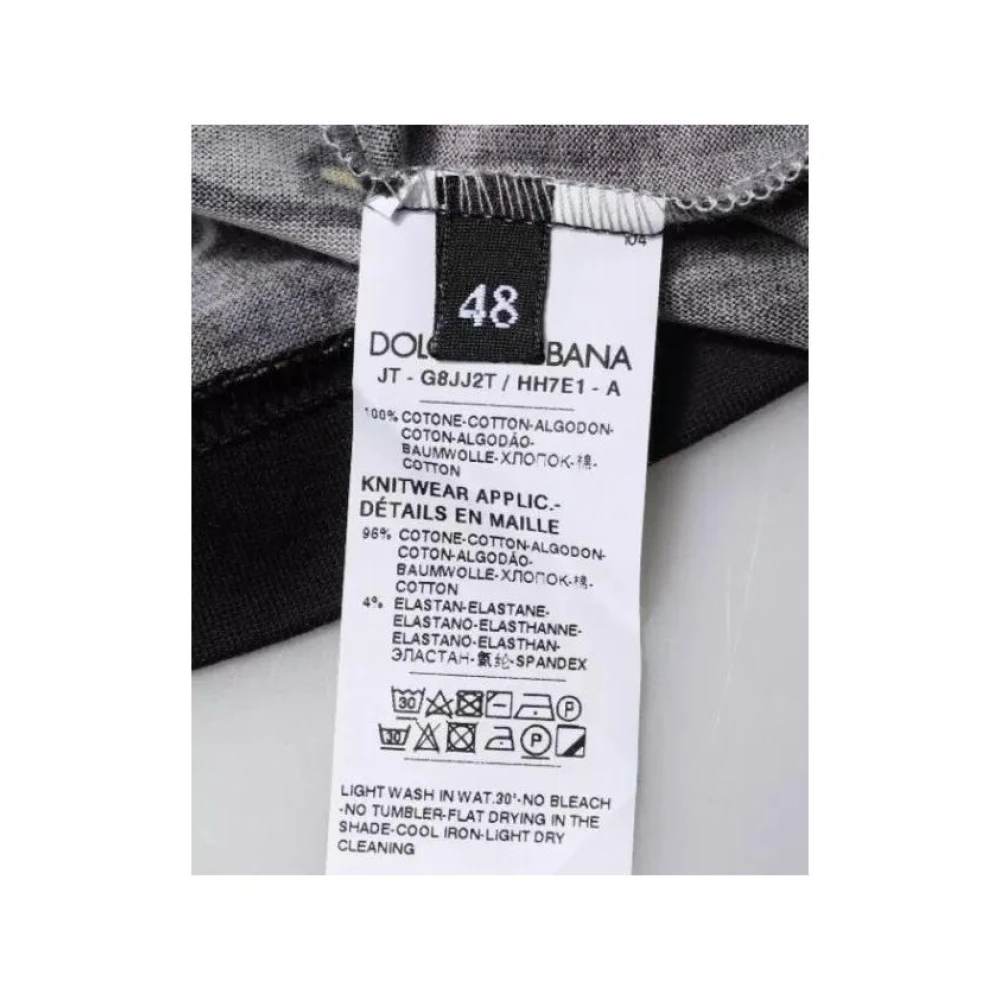 104
48
DOL BANA
JT - G8JJ2T / HH7E1 - A
100% COTONE-COTTON-ALGODON-
COTON-ALGODÃO-
BAUMWOLLE-ХЛОПОК-棉-
COTTON
KNITWEAR APPLIC.-
DÉTAILS EN MAILLE
96% COTONE-COTTON-ALGODON-
COTON-ALGODÃO-
BAUMWOLLE-ХЛОПОК-棉-
COTTON
4% ELASTAN-ELASTANE-
ELASTANO-ELASTHANNE-
ELASTANO-ELASTHAN-
ЭЛАСТАН-氨纶-SPANDEX
30 P
30 P
LIGHT WASH IN WAT.30°-NO BLEACH
-NO TUMBLER-FLAT DRYING IN THE
SHADE-COOL IRON-LIGHT DRY
CLEANING